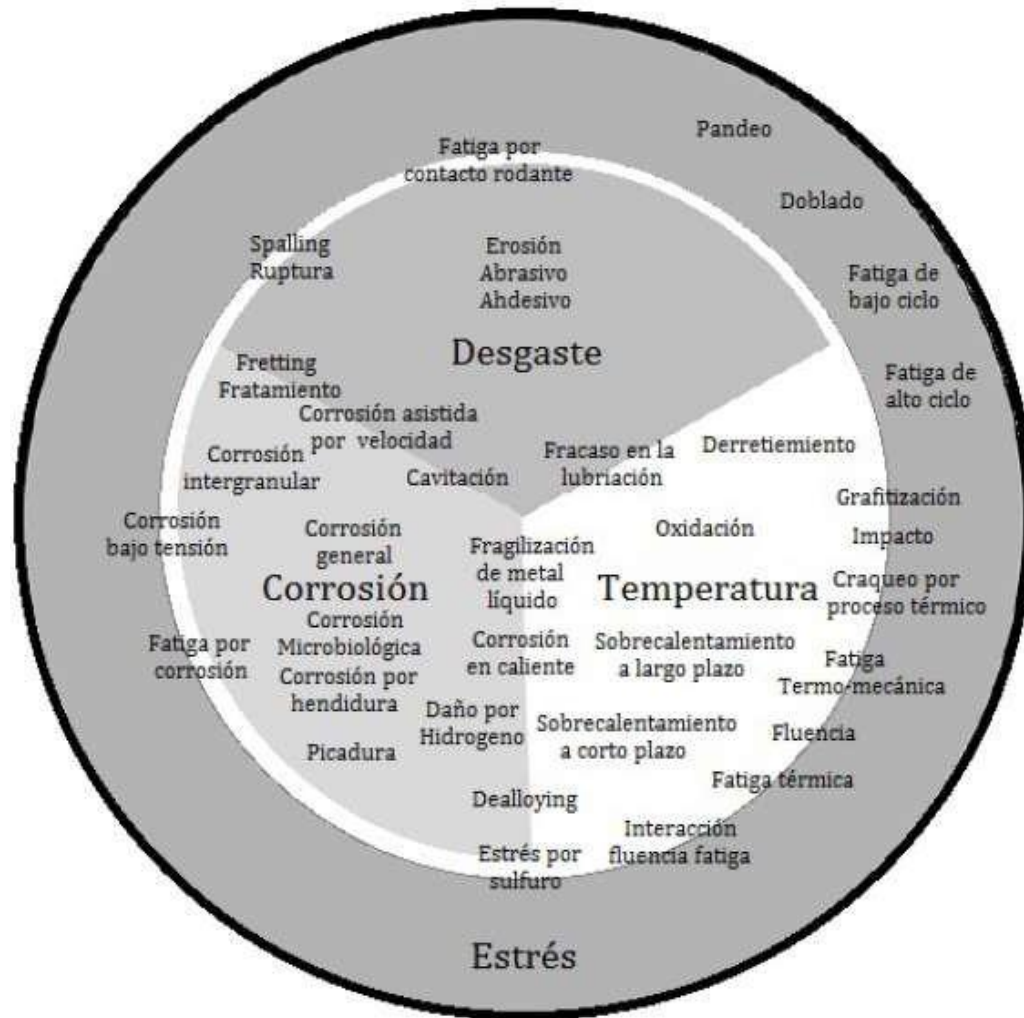 Pandeo
Fatiga por
contacto rodante
Doblado
Spalling
Ruptura
Erosión
Abrasivo
Ahdesivo
Fatiga de
bajo ciclo
Desgaste
Fretting
Fratamiento
Fatiga de
alto ciclo
Corrosión asistida
por velocidad
Corrosión
intergranular
Cavitación
Fracaso en la
lubriación
Derretiemiento
Grafitización
Corrosión
bajo tensión
Corrosión
general
Oxidación
Impacto
Fragilización
de metal
líquido
Corrosión
Temperatura
Craqueo por
proceso térmico
Corrosión
Microbiológica
Fatiga por
corrosión
Corrosión
en caliente
Sobrecalentamiento
a largo plazo
Fatiga
Termo-mecánica
Corrosión por
hendidura
Daño por
Hidrogeno
Sobrecalentamiento
a corto plazo
Fluencia
Picadura
Fatiga térmica
Dealloying
Interacción
fluencia fatiga
Estrés por
sulfuro
Estrés